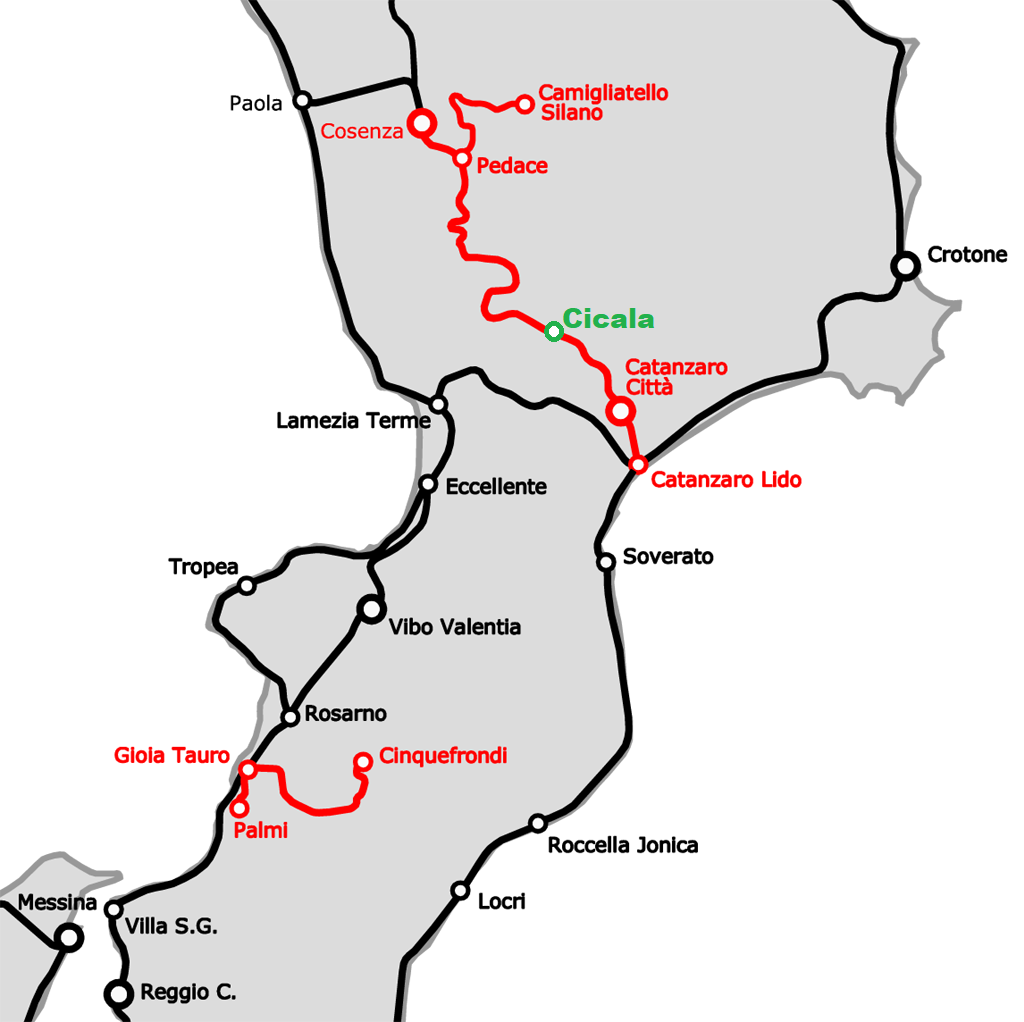 Camigliatello
Silano
Paola
Cosenza
Pedace
Crotone
Cicala
Catanzaro
Città
Lamezia Terme
Catanzaro Lido
Eccellente
Soverato
Tropea
Vibo Valentia
Rosarno
Gioia Tauro
Cinquefrondi
Palmi
Roccella Jonica
Messina
Locri
Villa S.G.
Reggio C.